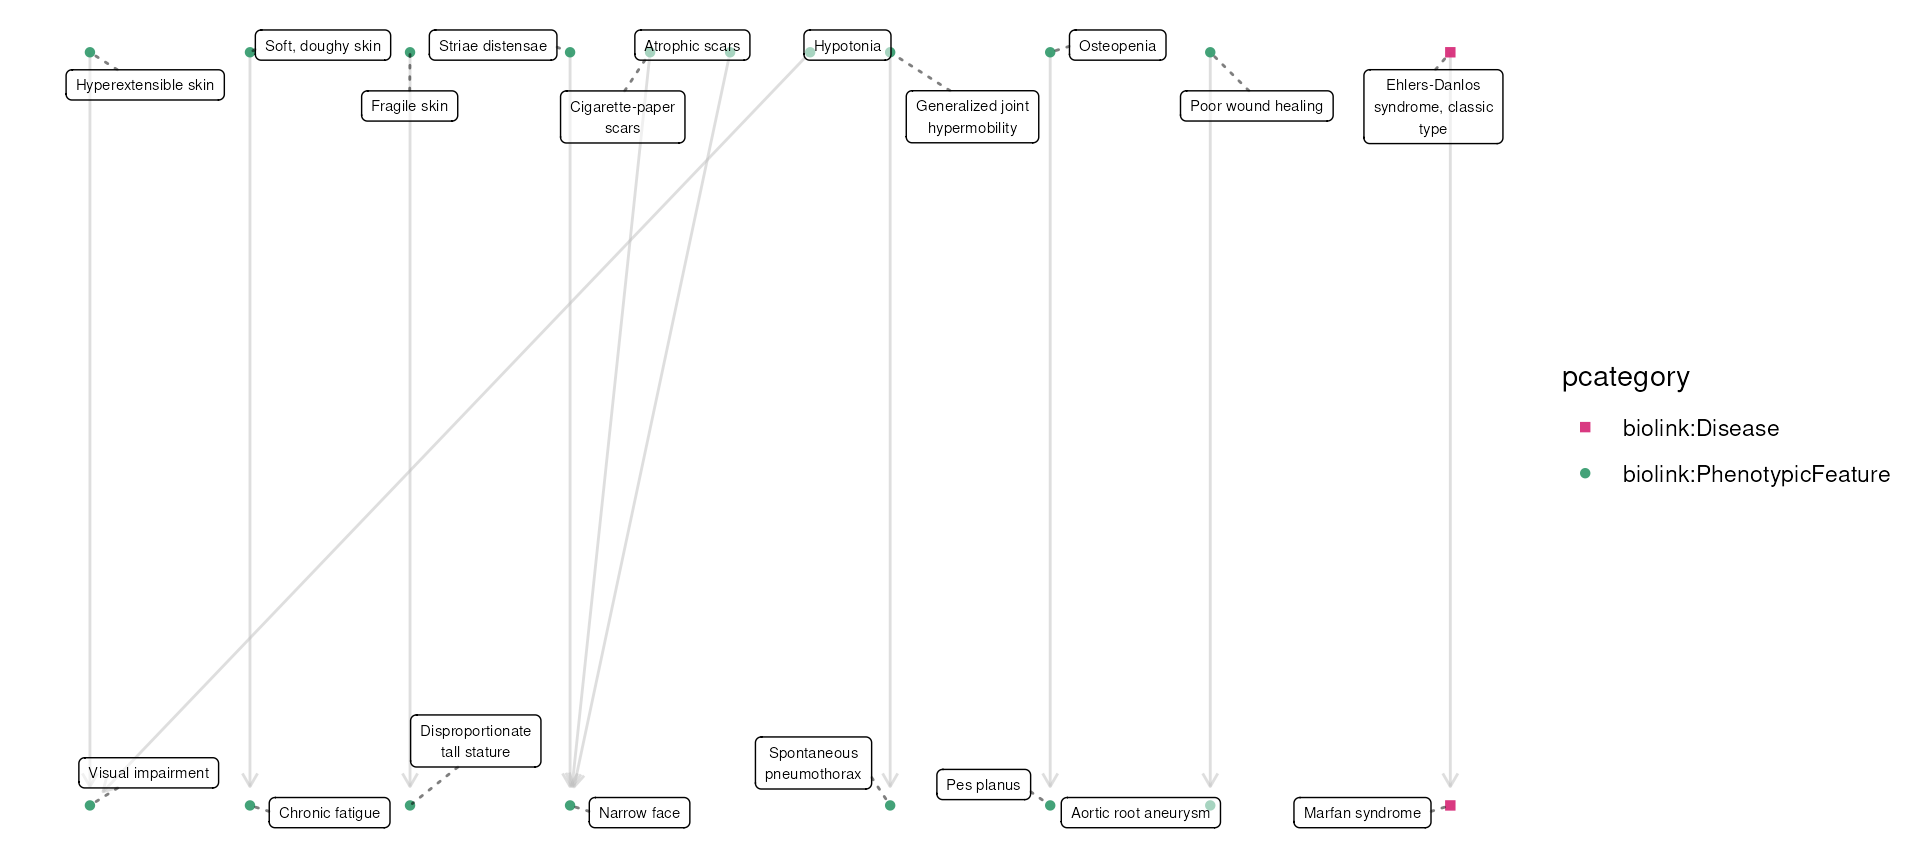 Soft, doughy skin
Striae distensae
Atrophic scars
Hypotonia
Osteopenia
Hyperextensible skin
Fragile skin
Cigarette-paper
scars
Generalized joint
hypermobility
Poor wound healing
Ehlers-Danlos
syndrome, classic
type
pcategory
biolink:Disease
biolink:PhenotypicFeature
Disproportionate
tall stature
Spontaneous
pneumothorax
Visual impairment
Pes planus
Chronic fatigue
Narrow face
Aortic root aneurysm
Marfan syndrome